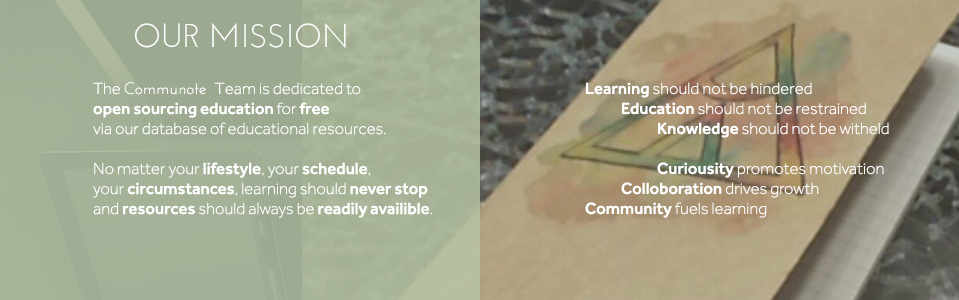 OUR MISSION
The Communote Team is dedicated to
open sourcing education for free
via our database of educational resources.
No matter your lifestyle, your schedule,
your circumstances, learning should never stop
and resources should always be readily availible.
Learning should not be hindered
Education should not be restrained
Knowledge should not be witheld
Curiousity promotes motivation
Colloboration drives growth
Community fuels learning